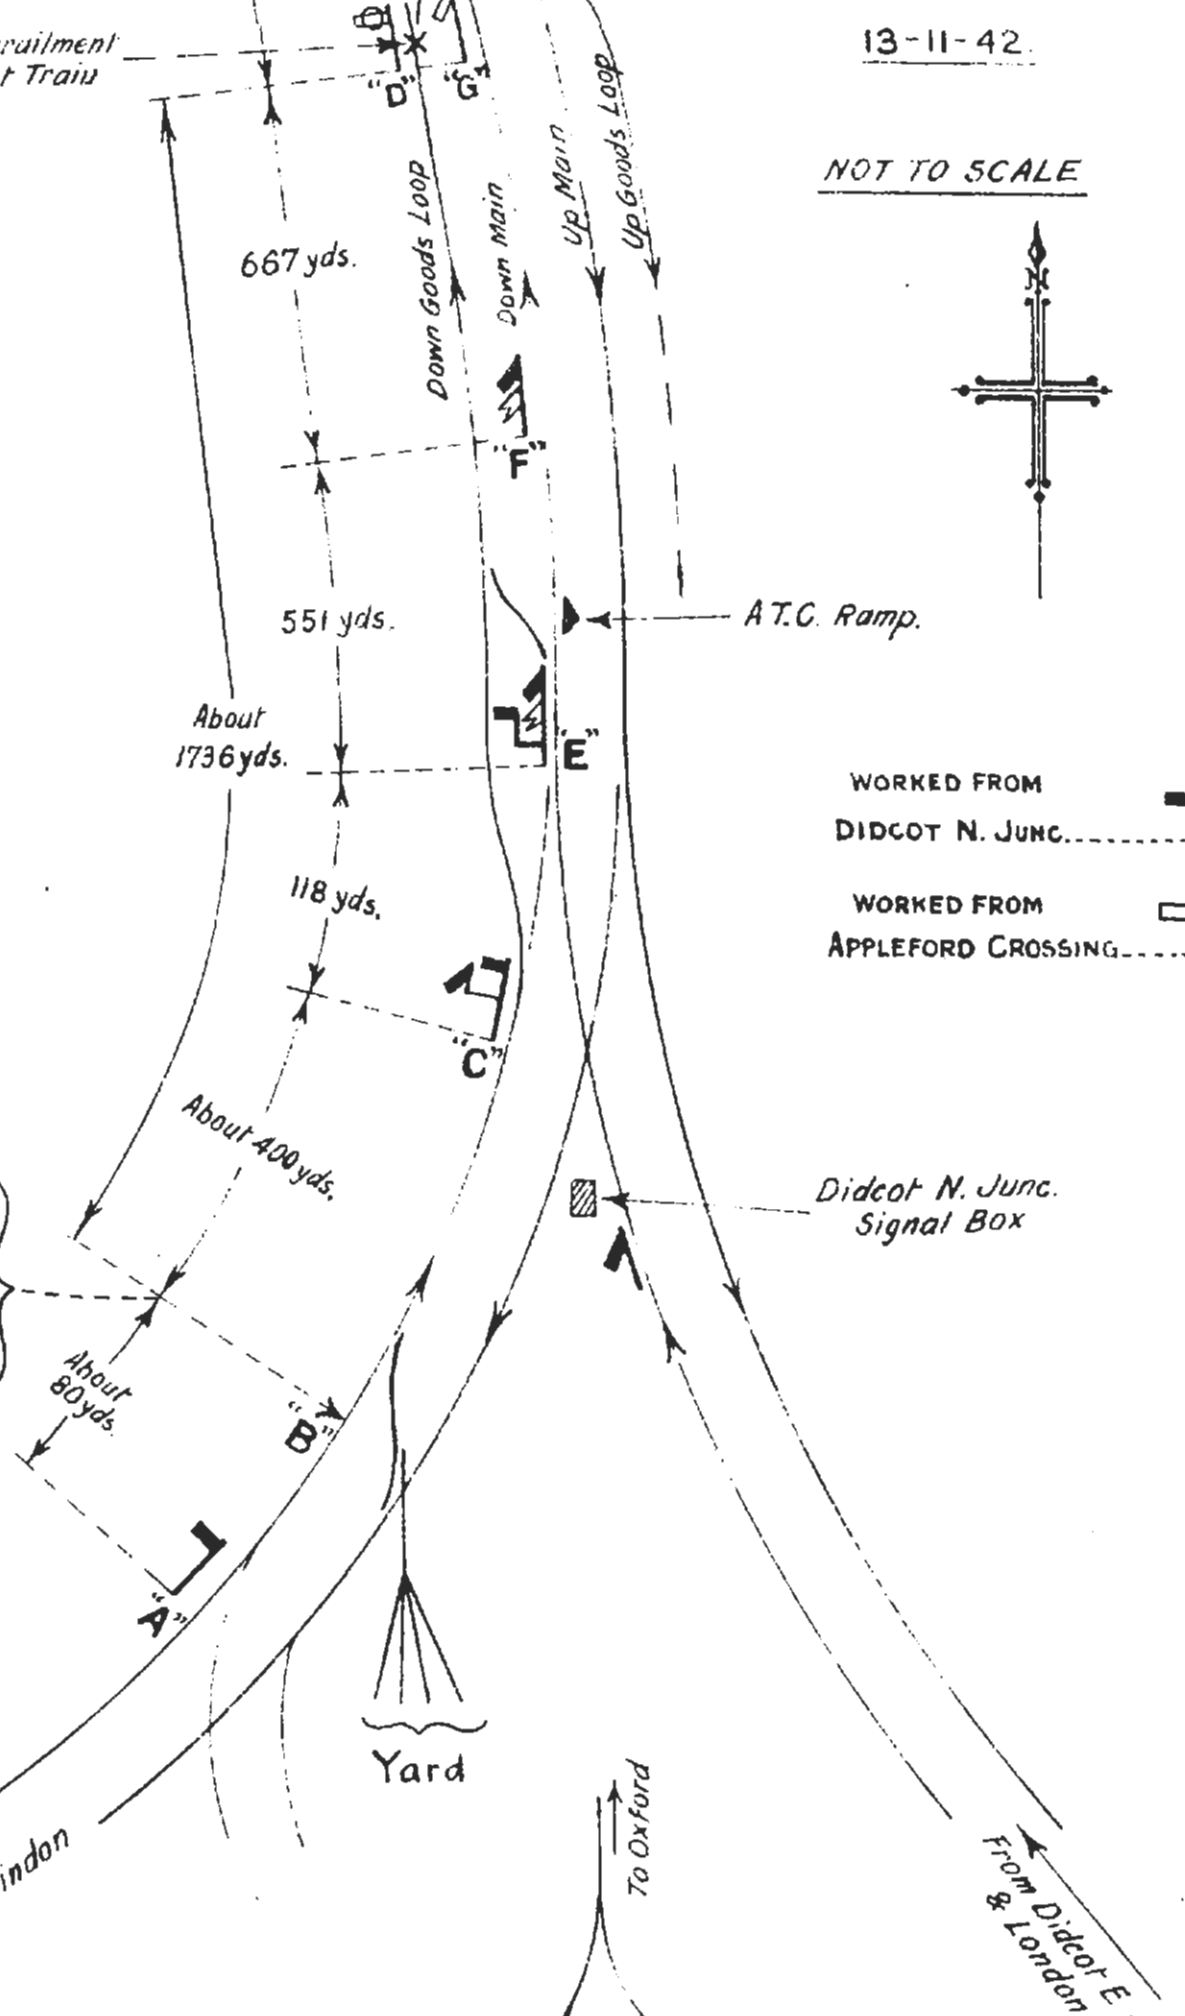 13-11-42.
railment
t Train
"D"
"G"
NOT TO SCALE
N
667 yds.
Down Goods Loop
Down Main
Up Main
Up Goods Loop
"F"
551 yds.
A.T.C. Ramp.
About
1736 yds.
"E"
WORKED FROM
DIDCOT N. JUNC.
118 yds.
WORKED FROM
APPLEFORD CROSSING
"C"
About 400 yds.
Didcot N. Junc.
Signal Box
About
80 yds.
"B"
"A"
Yard
indon
To Oxford
From Didcot E
& London